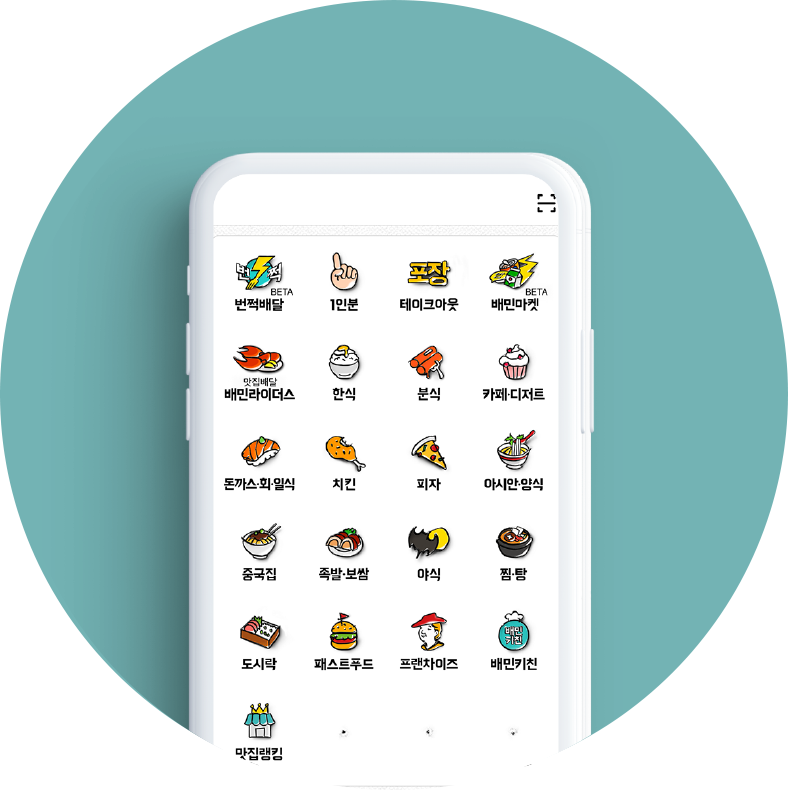 번쩍
포장
BETA
BETA
번쩍배달
1인분
테이크아웃
배민마켓
맛집배달
배민라이더스
한식
분식
카페·디저트
돈까스·회·일식
치킨
피자
아시안·양식
중국집
족발·보쌈
야식
찜·탕
배민
키친
도시락
패스트푸드
프랜차이즈
배민키친
맛집랭킹